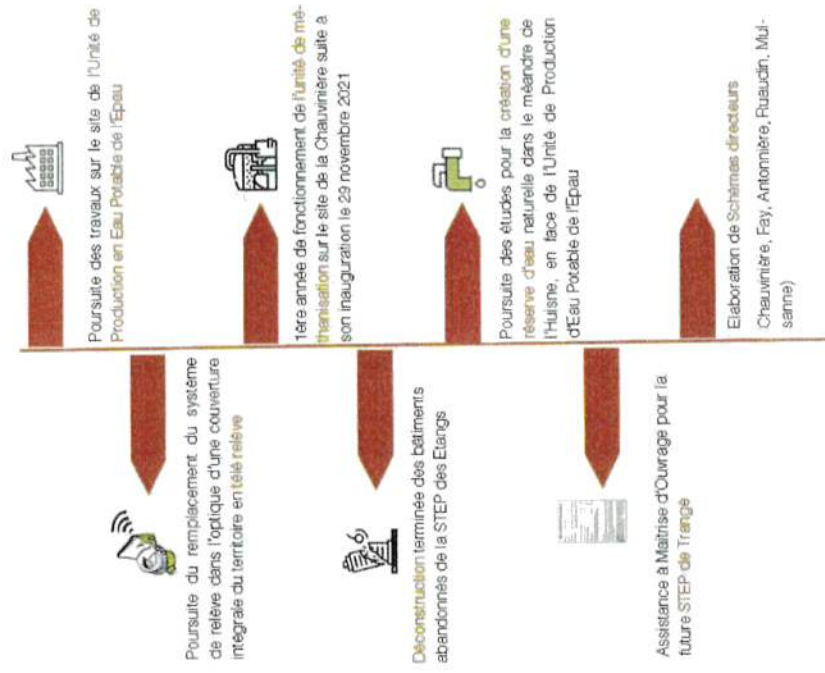 Poursuite des travaux sur le site de l'Unité de
Production en Eau Potable de l'Epau
Poursuite du remplacement du système
de relève dans l'optique d'une couverture
intégrale du territoire en télé relève
1ère année de fonctionnement de l'unité de mé-
thanisation sur le site de la Chauvinière suite à
son inauguration le 29 novembre 2021
Déconstruction terminée des bâtiments
abandonnés de la STEP des Etangs
Poursuite des études pour la création d'une
réserve d'eau naturelle dans le méandre de
l'Huisne, en face de l'Unité de Production
d'Eau Potable de l'Epau
Assistance à Maîtrise d'Ouvrage pour la
future STEP de Trange
Elaboration de Schémas directeurs
Chauvinière, Fay, Antonnière, Ruaudin, Mul-
sanne)